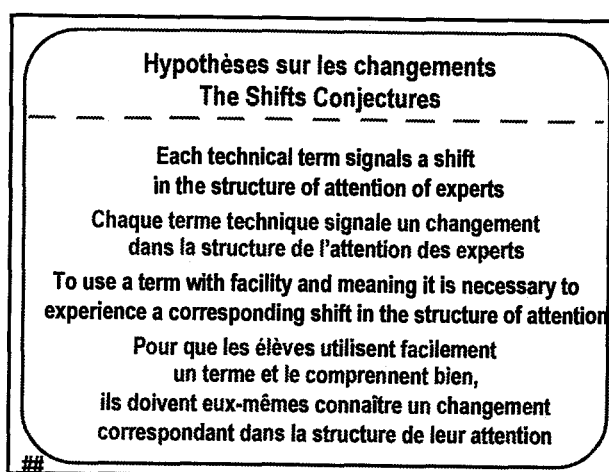 Hypothèses sur les changements
The Shifts Conjectures
Each technical term signals a shift
in the structure of attention of experts
Chaque terme technique signale un changement
dans la structure de l'attention des experts
To use a term with facility and meaning it is necessary to
experience a corresponding shift in the structure of attention
Pour que les élèves utilisent facilement
un terme et le comprennent bien,
ils doivent eux-mêmes connaître un changement
correspondant dans la structure de leur attention
##